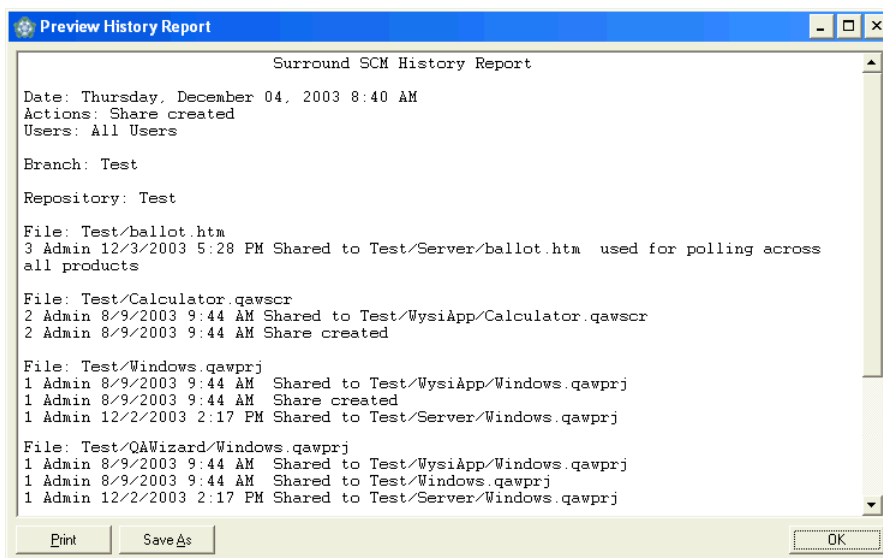 Preview History Report
Surround SCM History Report
Date: Thursday, December 04, 2003 8:40 AM
Actions: Share created
Users: All Users
Branch: Test
Repository: Test
File: Test/ballot.htm
3 Admin 12/3/2003 5:28 PM Shared to Test/Server/ballot.htm  used for polling across
all products
File: Test/Calculator.qawscr
2 Admin 8/9/2003 9:44 AM Shared to Test/WysiApp/Calculator.qawscr
2 Admin 8/9/2003 9:44 AM Share created
File: Test/Windows.qawprj
1 Admin 8/9/2003 9:44 AM  Shared to Test/WysiApp/Windows.qawprj
1 Admin 8/9/2003 9:44 AM  Share created
1 Admin 12/2/2003 2:17 PM Shared to Test/Server/Windows.qawprj
File: Test/QAWizard/Windows.qawprj
1 Admin 8/9/2003 9:44 AM  Shared to Test/WysiApp/Windows.qawprj
1 Admin 8/9/2003 9:44 AM  Shared to Test/Windows.qawprj
1 Admin 12/2/2003 2:17 PM Shared to Test/Server/Windows.qawprj
Print Save As OK